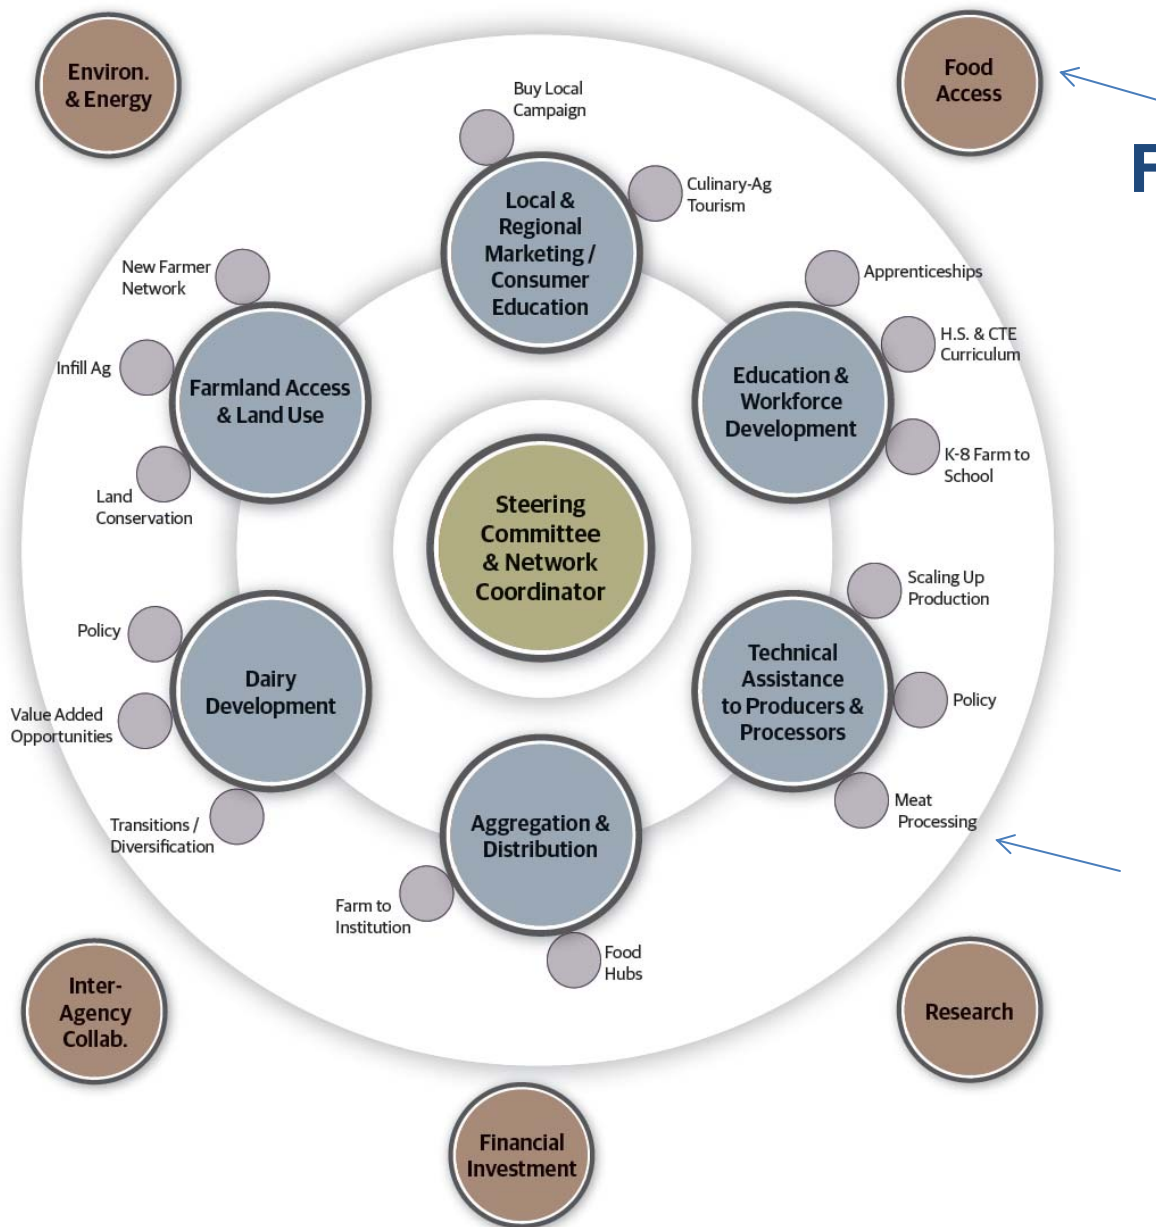 Environ.
& Energy
Food
Access
F
Buy Local
Campaign
Culinary-Ag
Tourism
Local &
Regional
Marketing /
Consumer
Education
New Farmer
Network
Infill Ag
Land
Conservation
Farmland Access
& Land Use
Apprenticeships
H.S. & CTE
Curriculum
K-8 Farm to
School
Education &
Workforce
Development
Steering
Committee
& Network
Coordinator
Policy
Value Added
Opportunities
Transitions /
Diversification
Dairy
Development
Scaling Up
Production
Policy
Meat
Processing
Technical
Assistance
to Producers &
Processors
Aggregation &
Distribution
Farm to
Institution
Food
Hubs
Inter-
Agency
Collab.
Research
Financial
Investment